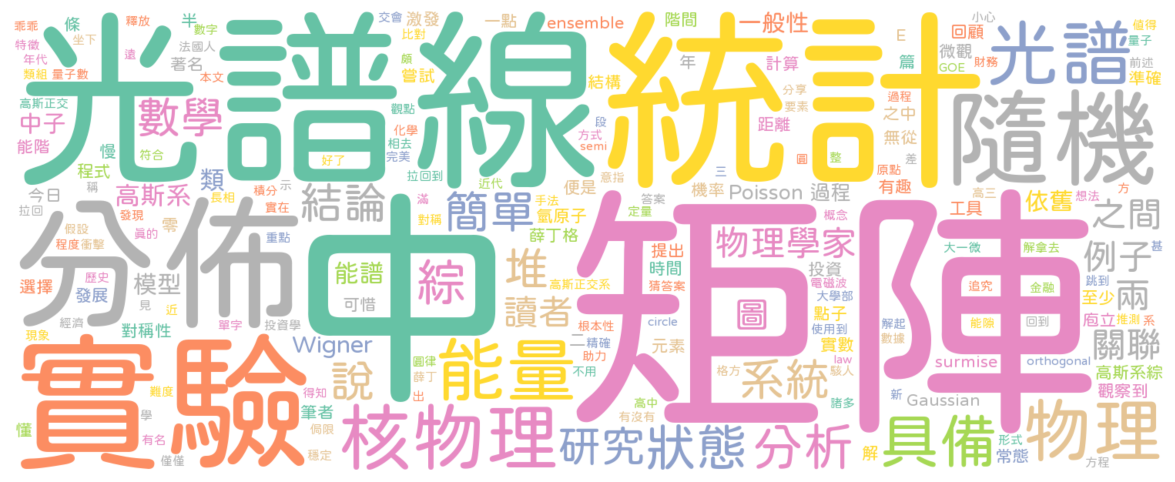 光譜線
統計
光譜
隨機
分佈
中
矩陣
實驗
核物理
能量
物理
具備
數學
高斯系
結論
簡單
類
中子
能階
條
半
乖乖
交會
釋放
數字
特徵
坐下
年代
遠
類組
量子數
本文
高斯正交
法國人
著名
激發
比對
頗
嘗試
一點
觀點
ensemble
階間
一般性
年
計算
結構
分享
要素
距離
化學
段
方式
semi
相去
完美
拉回到
意指
圓
整
E
篇
回顧
微觀
GOE
財務
過程
之中
無從
原點
差
有趣
小心
值得
量子
前述
準確
慢
符合
程式
好了
近代
今日
稱
拉回
發現
積分
示
長相
實在
零
眞的
假設
程度
衝擊
重點
歷史
選擇
發展
模型
見
近
現象
經濟
單字
投資學
對稱性
滿
對稱
能譜
綜
可惜
手法
氫原子
薛丁格
便是
答案
定量
機率
Poisson
過程
三
概念
物理學家
提出
時間
猜答案
投資
電磁波
大學部
點子
使用到
實數
圖
堆
讀者
高斯正交系
二
精確
根本性
circle
助力
不用
元素
格方
law
駭人
系統
諸多
依舊
高三
想法
方
工具
之間
大一微
解拿去
甚
例子
追究
金融
跳到
至少
兩
能隙
回到
庖立
推測
系
解起
數據
關聯
surmise
orthogonal
高斯系綜
新
Gaussian
觀察到
Wigner
圓律
薛丁
出
得知
說
筆者
飄度
學
懂
有名
僅僅
侷限
穩定
高中
有沒有
研究
狀態
分析
解
形式
常態
方程